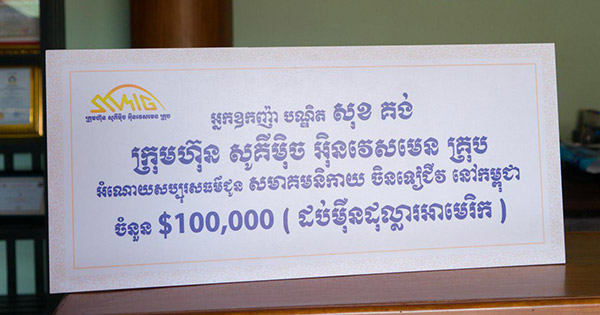 SMIG
ក្រុមហ៊ុន សូគីម៉ិច អ៊ិនវេសមេន គ្រុប
អ្នកឧកញ៉ា បណ្ឌិត សុខ គង់
ក្រុមហ៊ុន សូគីម៉ិច អ៊ិនវេសមេន គ្រុប
អំណោយសប្បុរសធម៌ជូន សមាគមនិកាយ ចិនទៀជីវ នៅកម្ពុជា
ចំនួន $100,000 ( ដប់ម៉ឺនដុល្លារអាមេរិក )